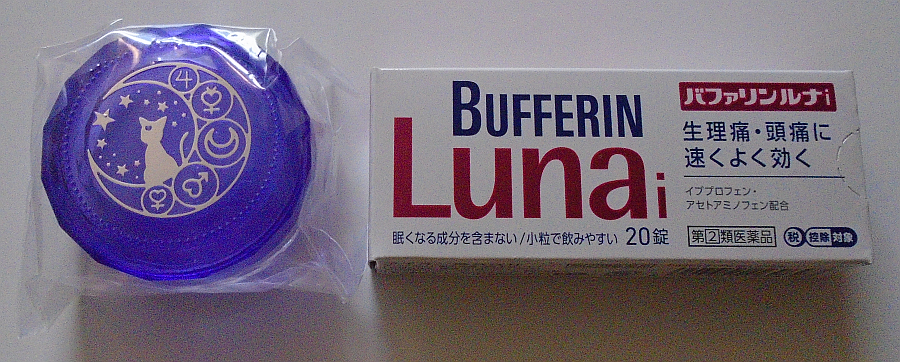 BUFFERIN
Lunai
眠くなる成分を含まない/小粒で飲みやすい 20錠
バファリンルナi
生理痛・頭痛に
速くよく効く
イブプロフェン・
アセトアミノフェン配合
第②類医薬品 税 控除 対象